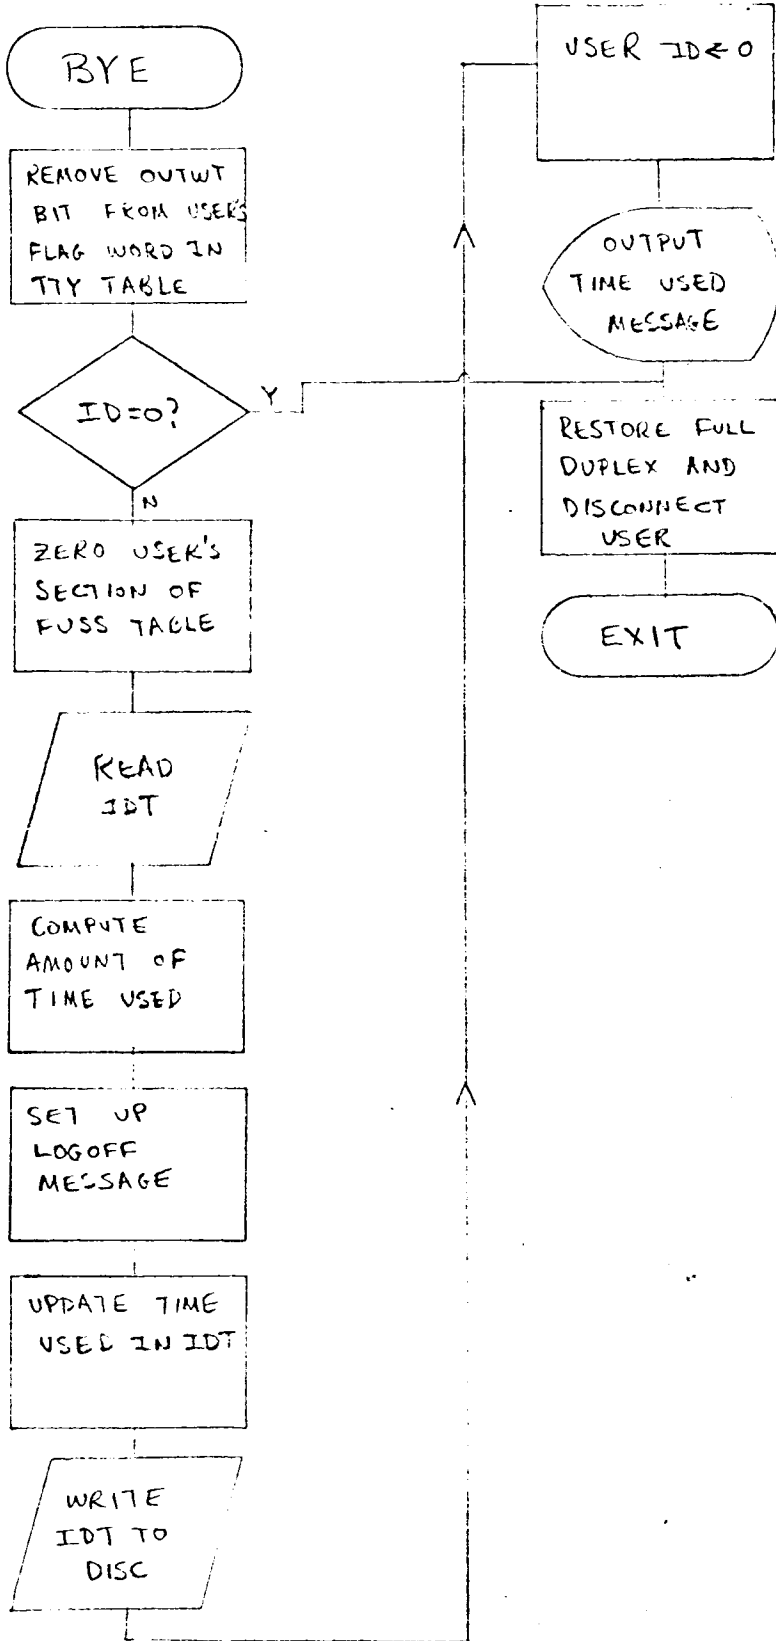 BYE
REMOVE OUTWT
BIT FROM USER'S
FLAG WORD IN
TTY TABLE
ID=0?
Y
N
ZERO USER'S
SECTION OF
FUSS TABLE
READ
IDT
COMPUTE
AMOUNT OF
TIME USED
SET UP
LOGOFF
MESSAGE
UPDATE TIME
USED IN IDT
WRITE
IDT TO
DISC
USER ID←0
OUTPUT
TIME USED
MESSAGE
RESTORE FULL
DUPLEX AND
DISCONNECT
USER
EXIT